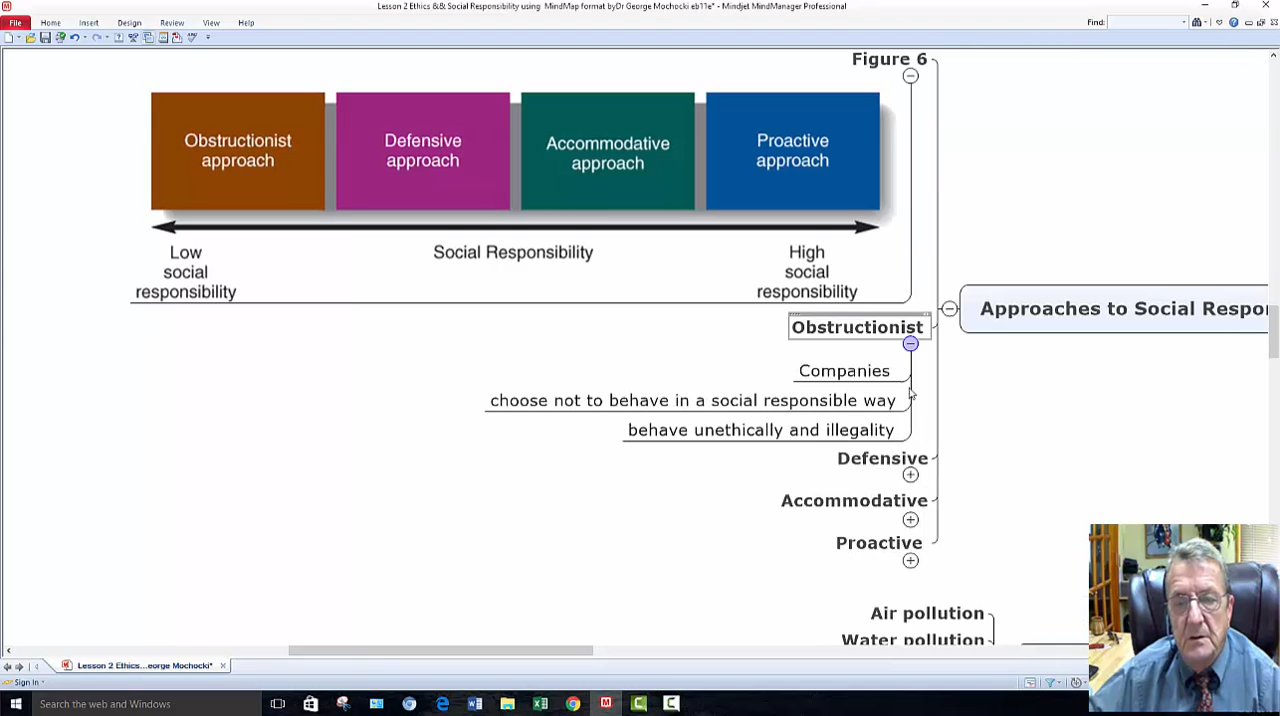 Lesson 2 Ethics && Social Responsibility using MindMap format byDr George Mochocki eb11e* - Mindjet MindManager Professional
File Home Insert Design Review View Help Find:
Figure 6
Obstructionist approach
Defensive approach
Accommodative approach
Proactive approach
Low social responsibility
Social Responsibility
High social responsibility
Approaches to Social Respo
Obstructionist
Companies
choose not to behave in a social responsible way
behave unethically and illegality
Defensive
Accommodative
Proactive
Air pollution
Water pollution
Lesson 2 Ethics...eorge Mochocki*
Sign In
Search the web and Windows